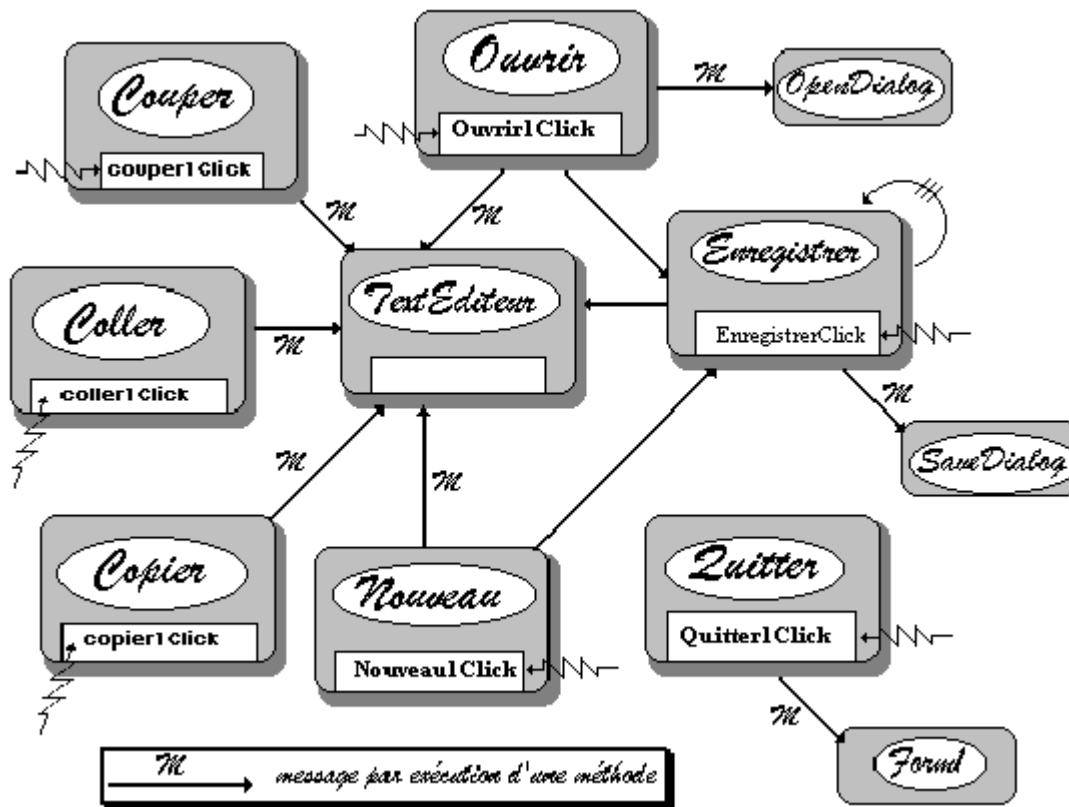 Couper
couper1Click
M
Ouvrir
Ouvrir1Click
M
OpenDialog
M
Coller
coller1Click
M
TextEditeur
Enregistrer
EnregistrerClick
M
SaveDialog
Copier
copier1Click
M
Nouveau
Nouveau1Click
M
Quitter
Quitter1Click
M
Form1
M
message par exécution d'une méthode